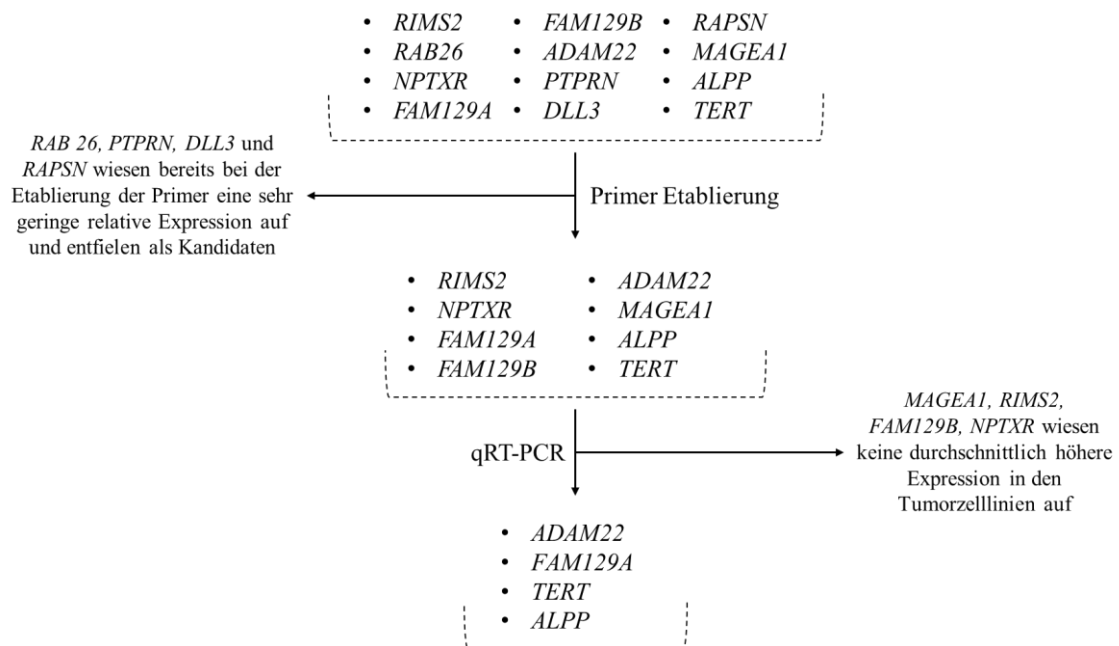 • RIMS2
• RAB26
• NPTXR
• FAM129A
• FAM129B
• ADAM22
• PTPRN
• DLL3
• RAPSN
• MAGEA1
• ALPP
• TERT
RAB 26, PTPRN, DLL3 und
RAPSN wiesen bereits bei der
Etablierung der Primer eine sehr
geringe relative Expression auf
und entfielen als Kandidaten
Primer Etablierung
• RIMS2
• NPTXR
• FAM129A
• FAM129B
• ADAM22
• MAGEA1
• ALPP
• TERT
qRT-PCR
MAGEA1, RIMS2,
FAM129B, NPTXR wiesen
keine durchschnittlich höhere
Expression in den
Tumorzelllinien auf
• ADAM22
• FAM129A
• TERT
• ALPP